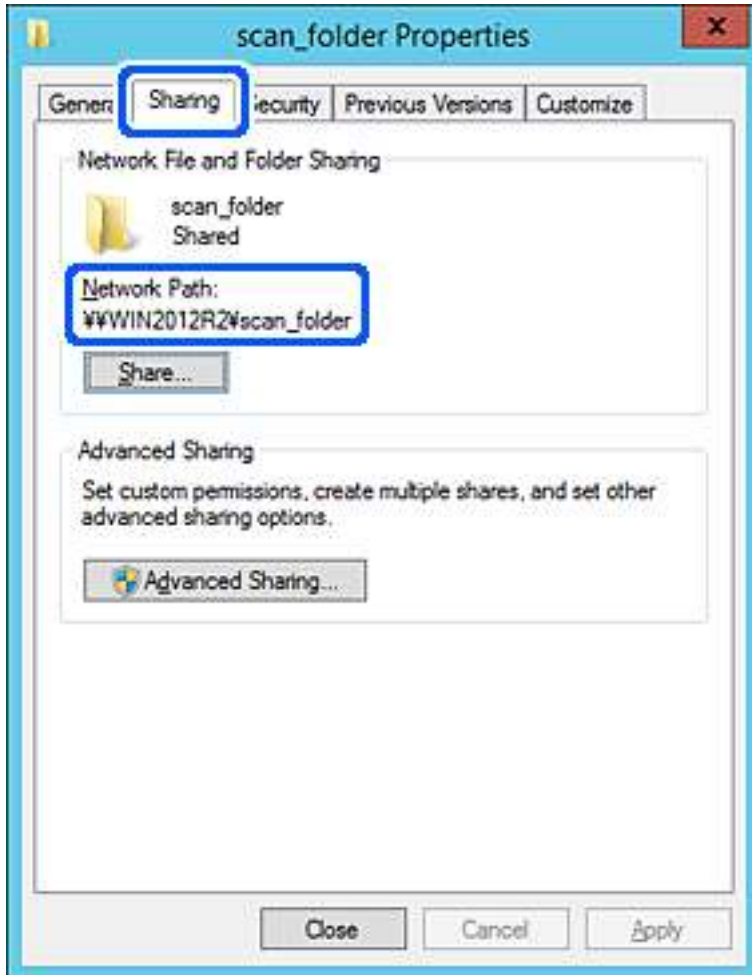 scan_folder Properties
x
Genera Sharing ecurity Previous Versions Customize
Network File and Folder Sharing
scan_folder
Shared
Network Path:
¥¥WIN2012R2¥scan_folder
Share...
Advanced Sharing
Set custom permissions, create multiple shares, and set other
advanced sharing options.
Advanced Sharing...
Close Cancel Apply